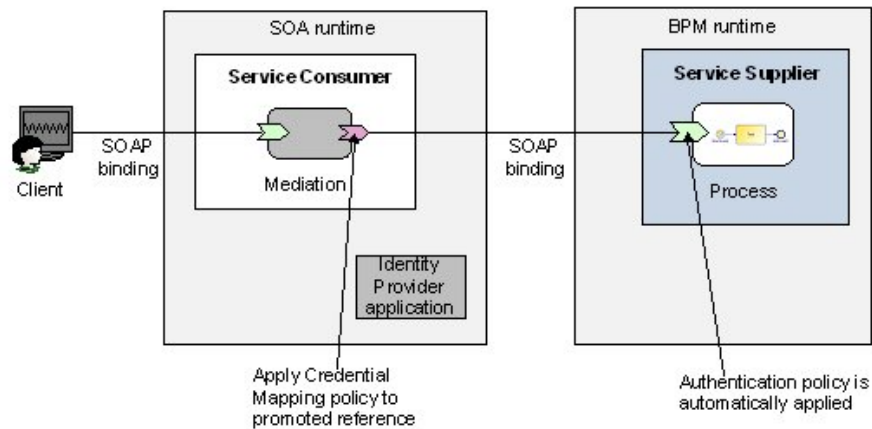 SOA runtime
BPM runtime
Service Consumer
Service Supplier
Client
SOAP
binding
Mediation
SOAP
binding
Process
Identity
Provider
application
Apply Credential
Mapping policy to
promoted reference
Authentication policy is
automatically applied